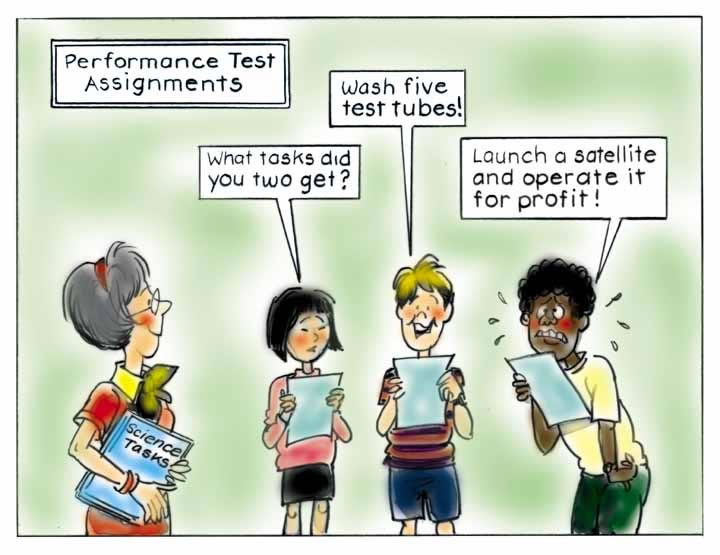 Performance Test
Assignments
What tasks did
you two get?
Wash five
test tubes!
Launch a satellite
and operate it
for profit!
Science
Tasks